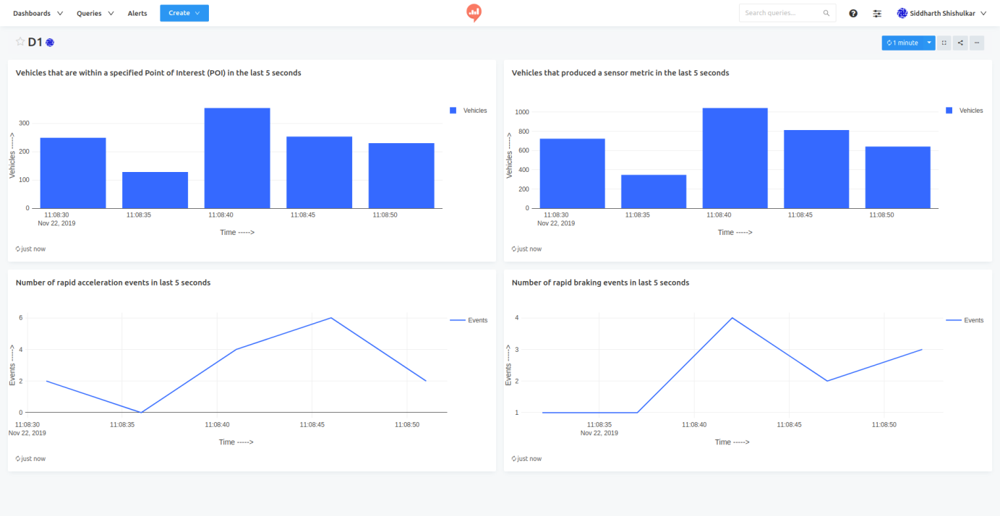 Dashboards Queries Alerts Create Search queries... Siddharth Shishulkar
D1 1 minute
Vehicles that are within a specified Point of Interest (POI) in the last 5 seconds
Vehicles
300
200
100
0
Vehicles ----->
11:08:30 11:08:35 11:08:40 11:08:45 11:08:50
Nov 22, 2019
Time ----->
just now
Vehicles that produced a sensor metric in the last 5 seconds
Vehicles
1000
800
600
400
200
0
Vehicles ----->
11:08:30 11:08:35 11:08:40 11:08:45 11:08:50
Nov 22, 2019
Time ----->
just now
Number of rapid acceleration events in last 5 seconds
Events
6
4
2
0
Events ----->
11:08:30 11:08:35 11:08:40 11:08:45 11:08:50
Nov 22, 2019
Time ----->
just now
Number of rapid braking events in last 5 seconds
Events
4
3
2
1
Events ----->
11:08:35 11:08:40 11:08:45 11:08:50
Nov 22, 2019
Time ----->
just now